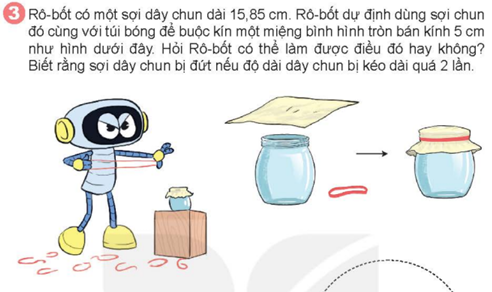 3 Rô-bốt có một sợi dây chun dài 15,85 cm. Rô-bốt dự định dùng sợi chun
đó cùng với túi bóng để buộc kín một miệng bình hình tròn bán kính 5 cm
như hình dưới đây. Hỏi Rô-bốt có thể làm được điều đó hay không?
Biết rằng sợi dây chun bị đứt nếu độ dài dây chun bị kéo dài quá 2 lần.